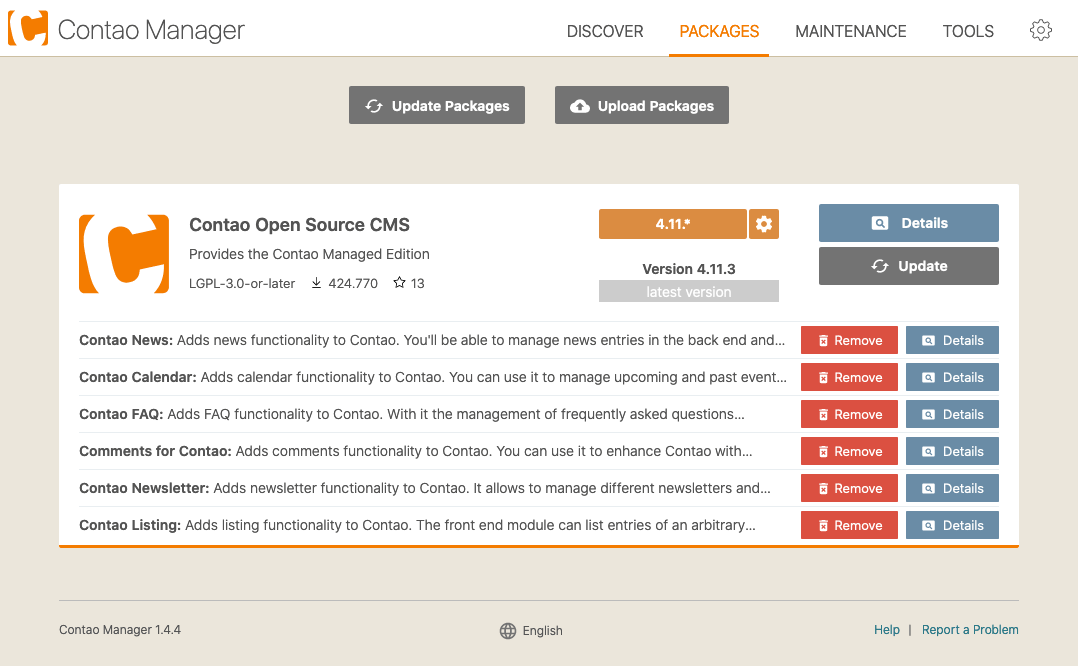 Contao Manager
DISCOVER
PACKAGES
MAINTENANCE
TOOLS
Update Packages
Upload Packages
Contao Open Source CMS
Provides the Contao Managed Edition
LGPL-3.0-or-later 424.770 13
4.11.*
Version 4.11.3
latest version
Details
Update
Contao News: Adds news functionality to Contao. You'll be able to manage news entries in the back end and... Remove Details
Contao Calendar: Adds calendar functionality to Contao. You can use it to manage upcoming and past event... Remove Details
Contao FAQ: Adds FAQ functionality to Contao. With it the management of frequently asked questions... Remove Details
Comments for Contao: Adds comments functionality to Contao. You can use it to enhance Contao with... Remove Details
Contao Newsletter: Adds newsletter functionality to Contao. It allows to manage different newsletters and... Remove Details
Contao Listing: Adds listing functionality to Contao. The front end module can list entries of an arbitrary... Remove Details
Contao Manager 1.4.4
English
Help | Report a Problem